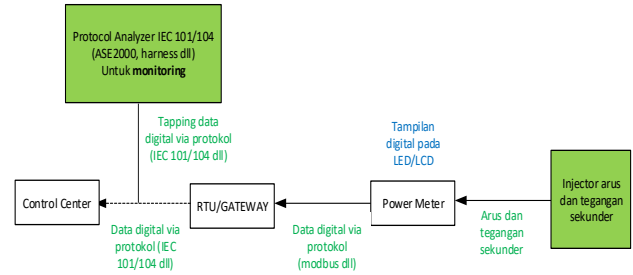 Protocol Analyzer IEC 101/104
(ASE2000, harness dll)
Untuk monitoring
Tapping data
digital via protokol
(IEC 101/104 dll)
Tampilan
digital pada
LED/LCD
Control Center
RTU/GATEWAY
Power Meter
Injector arus
dan tegangan
sekunder
Data digital via
protokol (IEC
101/104 dll)
Data digital via
protokol
(modbus dll)
Arus dan
tegangan
sekunder